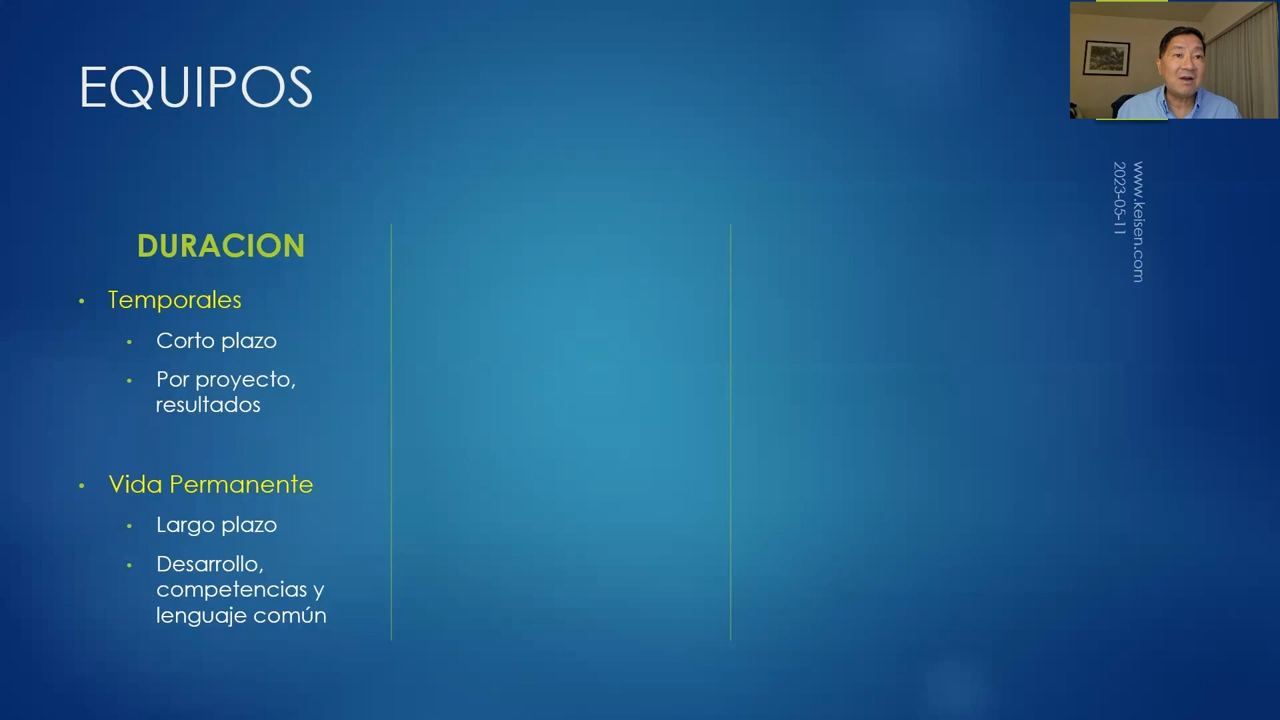 EQUIPOS
DURACION
• Temporales
• Corto plazo
• Por proyecto,
resultados
• Vida Permanente
• Largo plazo
• Desarrollo,
competencias y
lenguaje común
www.keisen.com
2023-05-11